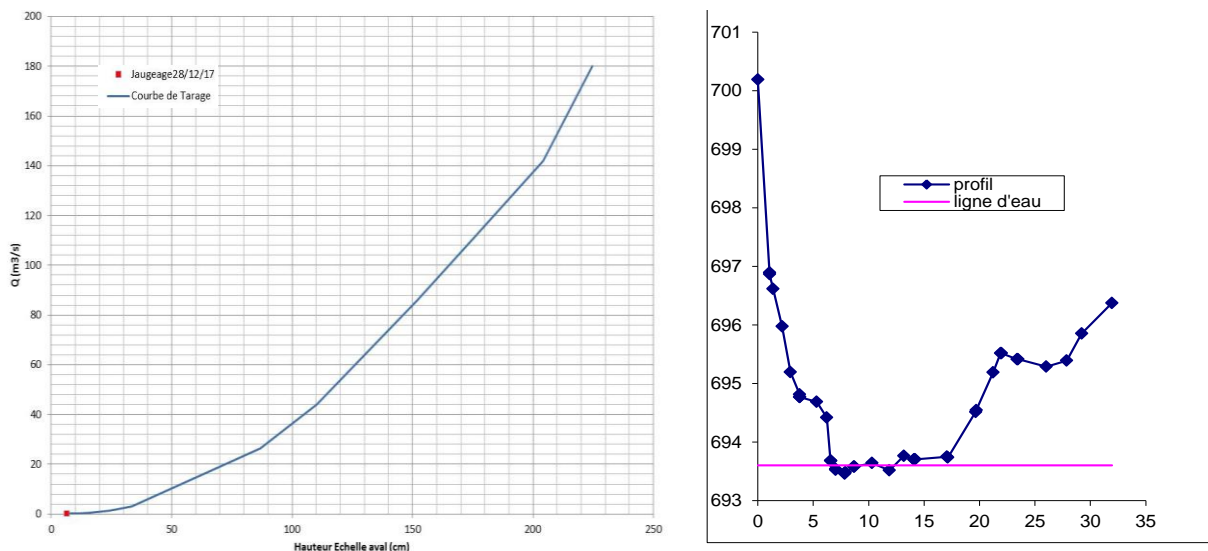 200
180
160
140
120
100
80
60
40
20
0
Q (m3/s)
Jaugeage28/12/17
Courbe de Tarage
0 50 100 150 200 250
Hauteur Echelle aval (cm)
701
700
699
698
697
696
695
694
693
profil
ligne d'eau
0 5 10 15 20 25 30 35